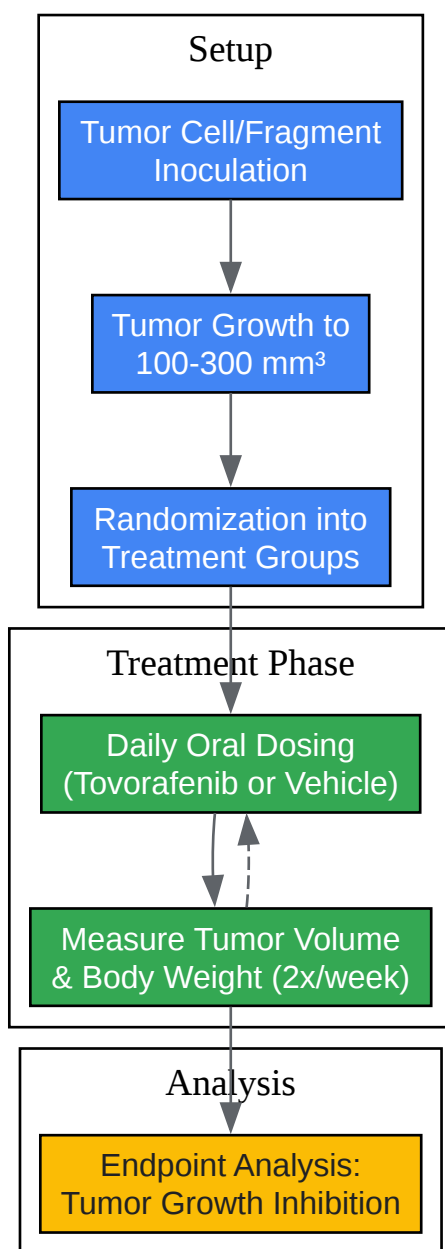 Setup
Tumor Cell/Fragment
Inoculation
Tumor Growth to
100-300 mm³
Randomization into
Treatment Groups
Treatment Phase
Daily Oral Dosing
(Tovorafenib or Vehicle)
Measure Tumor Volume
& Body Weight (2x/week)
Analysis
Endpoint Analysis:
Tumor Growth Inhibition